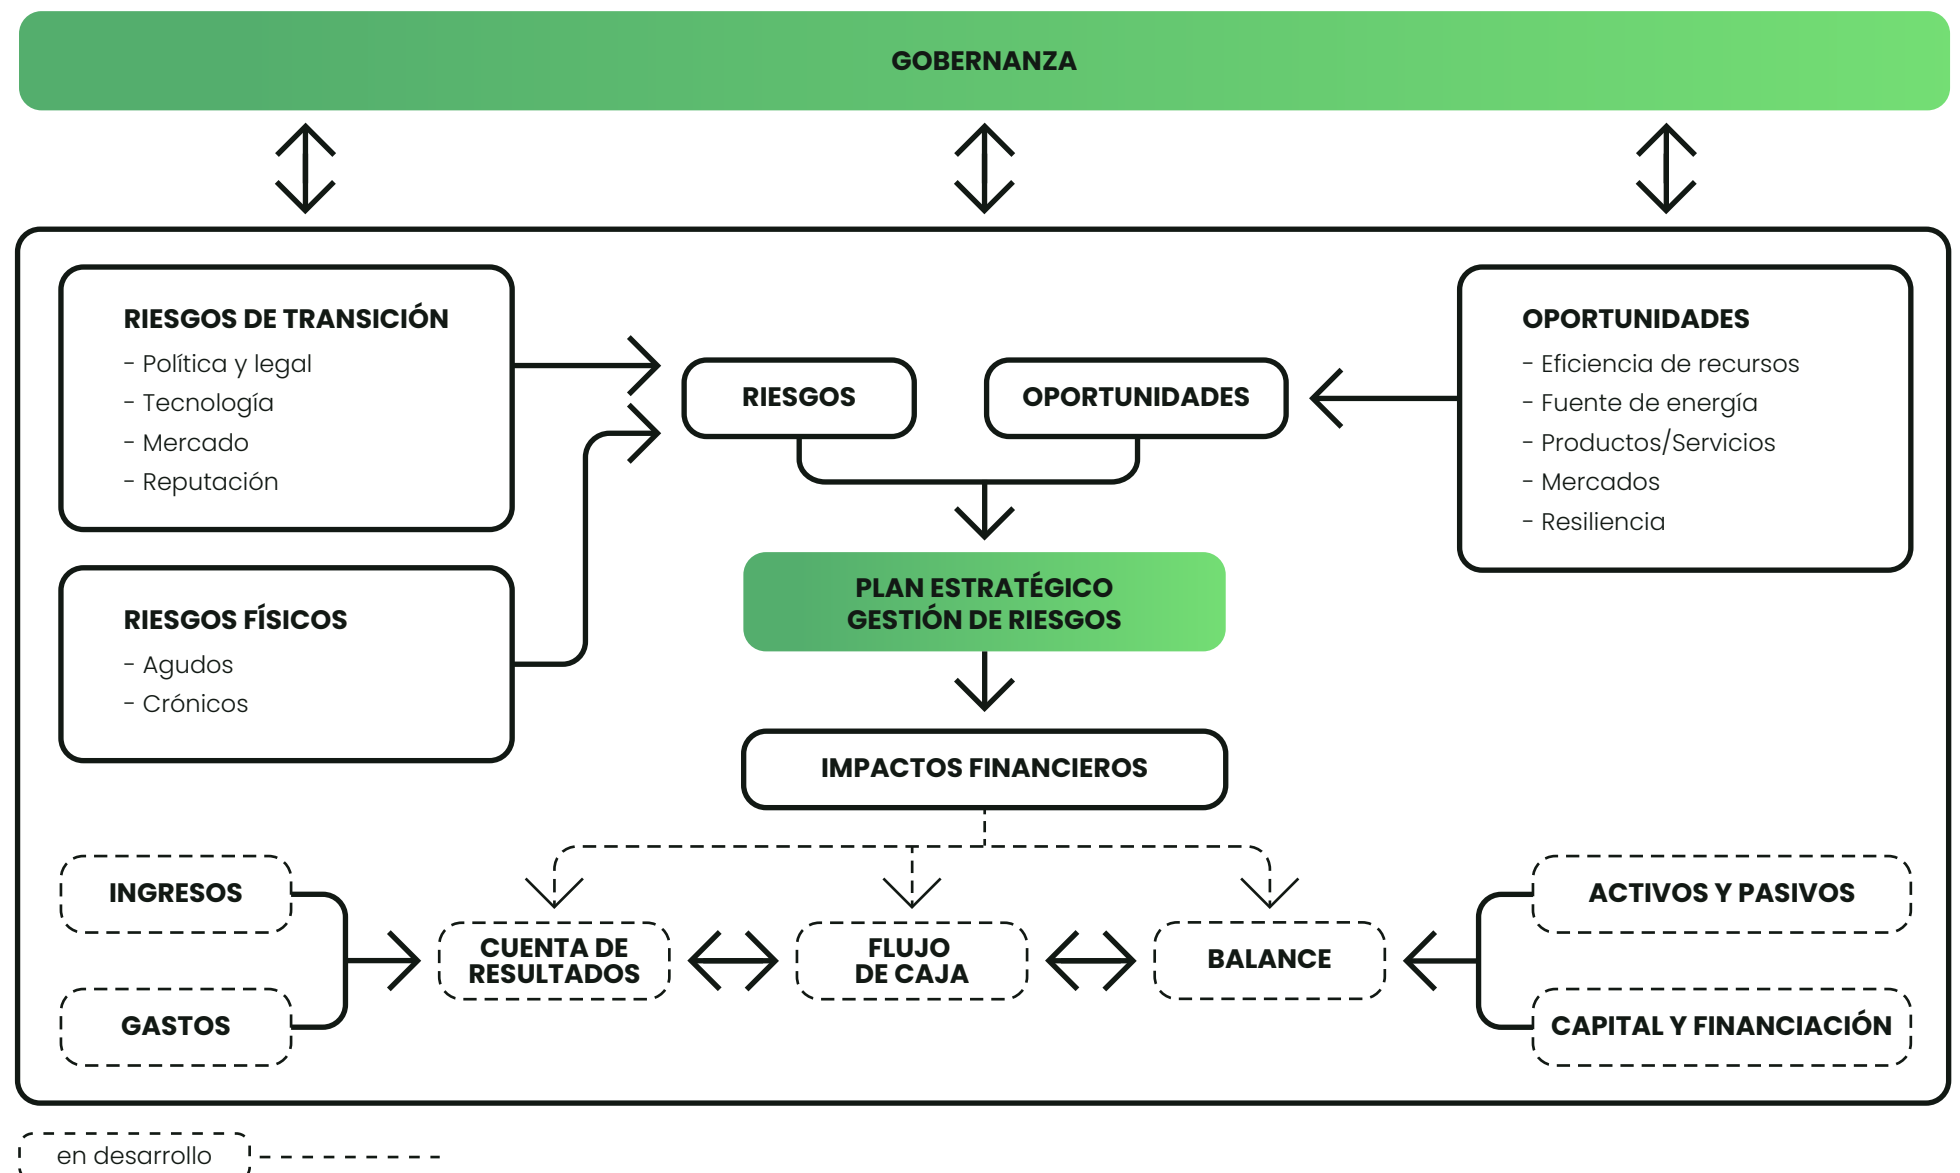 GOBERNANZA
RIESGOS DE TRANSICIÓN
- Política y legal
- Tecnología
- Mercado
- Reputación
RIESGOS FÍSICOS
- Agudos
- Crónicos
RIESGOS
OPORTUNIDADES
OPORTUNIDADES
- Eficiencia de recursos
- Fuente de energía
- Productos/Servicios
- Mercados
- Resiliencia
PLAN ESTRATÉGICO
GESTIÓN DE RIESGOS
IMPACTOS FINANCIEROS
INGRESOS
GASTOS
CUENTA DE
RESULTADOS
FLUJO
DE CAJA
BALANCE
ACTIVOS Y PASIVOS
CAPITAL Y FINANCIACIÓN
en desarrollo